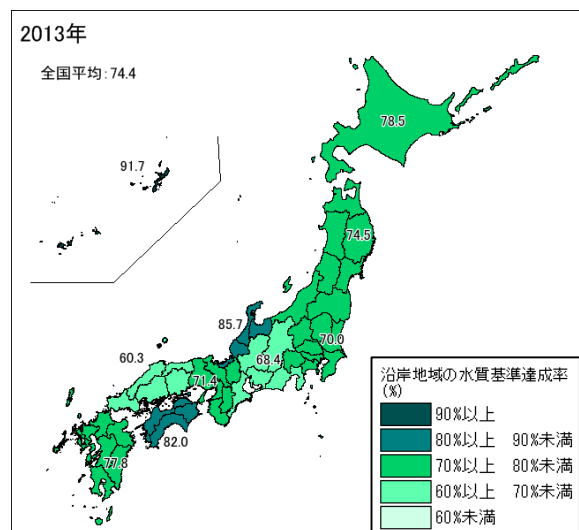 2013年
全国平均：74.4
78.5
91.7
74.5
85.7
70.0
68.4
60.3
71.4
82.0
77.8
沿岸地域の水質基準達成率
(%)
90%以上
80%以上 90%未満
70%以上 80%未満
60%以上 70%未満
60%未満